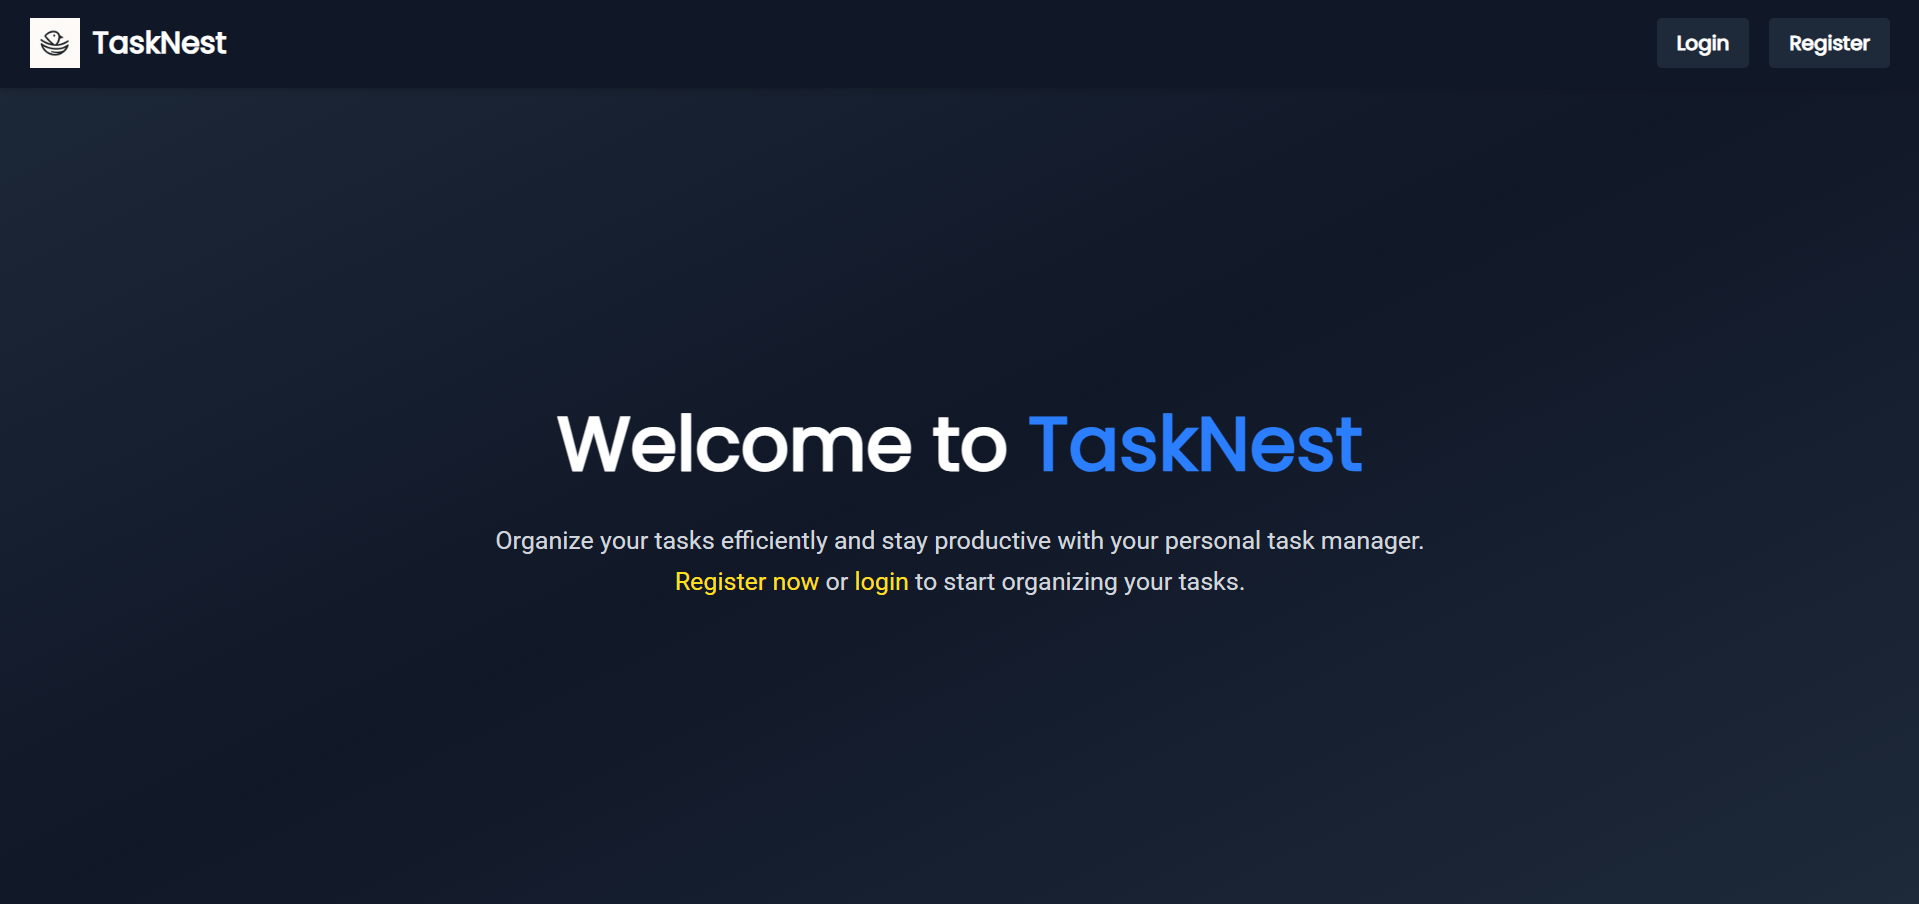 TaskNest
Login
Register
Welcome to TaskNest
Organize your tasks efficiently and stay productive with your personal task manager.
Register now or login to start organizing your tasks.